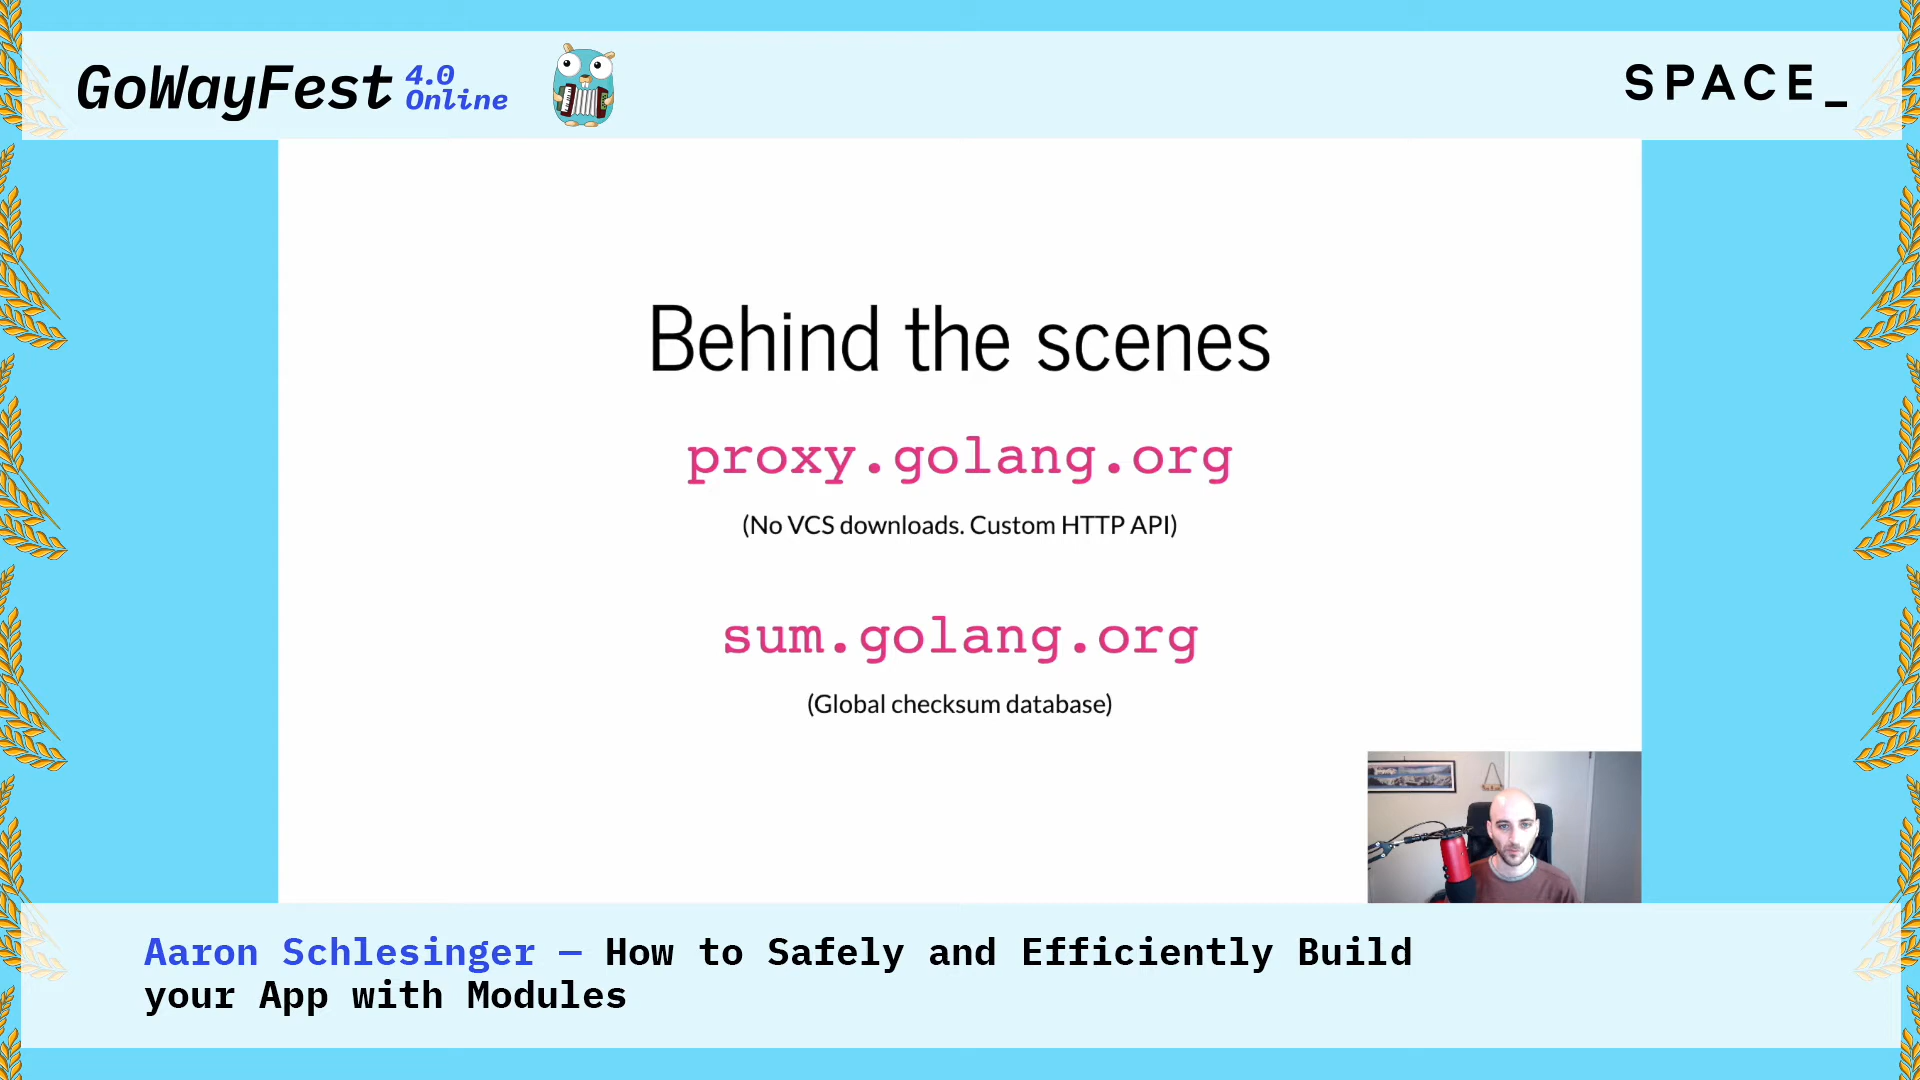 GoWayFest 4.0 Online
SPACE_
Behind the scenes
proxy.golang.org
(No VCS downloads. Custom HTTP API)
sum.golang.org
(Global checksum database)
Aaron Schlesinger – How to Safely and Efficiently Build
your App with Modules